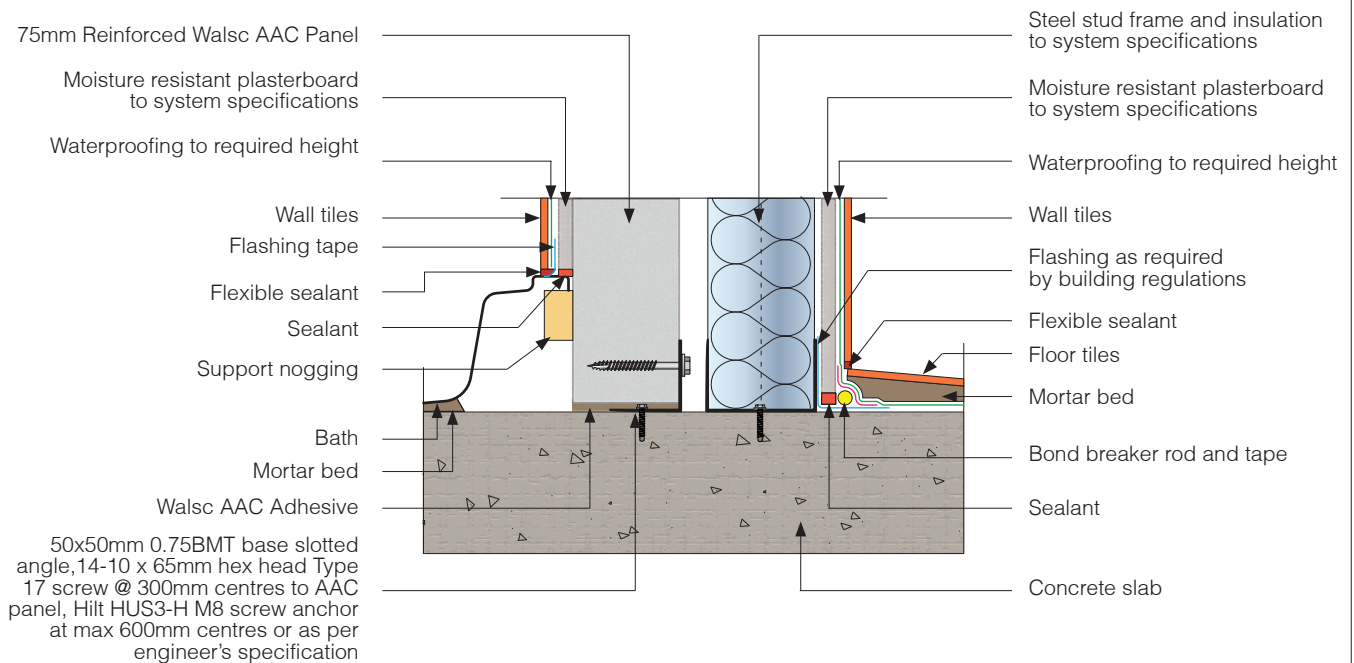 75mm Reinforced Walsc AAC Panel
Moisture resistant plasterboard
to system specifications
Waterproofing to required height
Wall tiles
Flashing tape
Flexible sealant
Sealant
Support nogging
Bath
Mortar bed
Walsc AAC Adhesive
50x50mm 0.75BMT base slotted
angle,14-10 x 65mm hex head Type
17 screw @ 300mm centres to AAC
panel, Hilt HUS3-H M8 screw anchor
at max 600mm centres or as per
engineer's specification
Steel stud frame and insulation
to system specifications
Moisture resistant plasterboard
to system specifications
Waterproofing to required height
Wall tiles
Flashing as required
by building regulations
Flexible sealant
Floor tiles
Mortar bed
Bond breaker rod and tape
Sealant
Concrete slab